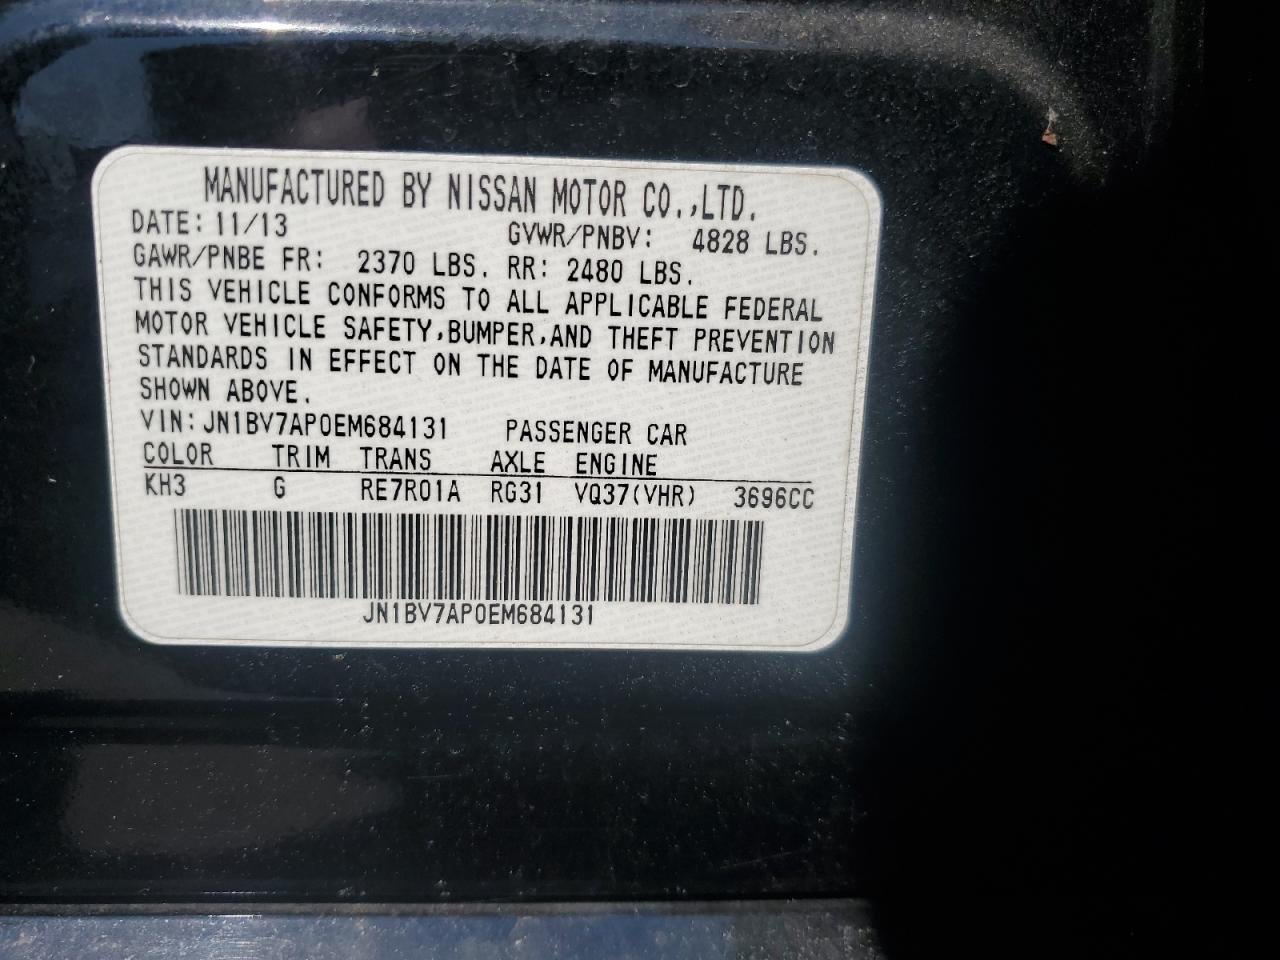 MANUFACTURED BY NISSAN MOTOR CO.,LTD.
DATE: 11/13 GVWR/PNBV: 4828 LBS.
GAWR/PNBE FR: 2370 LBS. RR: 2480 LBS.
THIS VEHICLE CONFORMS TO ALL APPLICABLE FEDERAL
MOTOR VEHICLE SAFETY,BUMPER,AND THEFT PREVENTION
STANDARDS IN EFFECT ON THE DATE OF MANUFACTURE
SHOWN ABOVE.
VIN: JN1BV7AP0EM684131 PASSENGER CAR
COLOR TRIM TRANS AXLE ENGINE
KH3 G RE7R01A RG31 VQ37(VHR) 3696CC
JN1BV7AP0EM684131